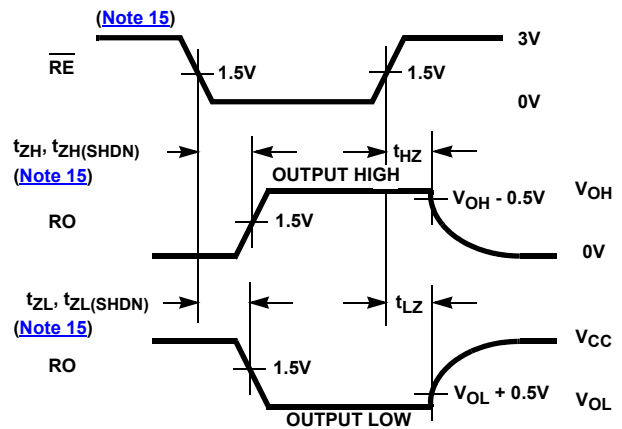 (Note 15)
RE
3V
1.5V
1.5V
0V
tZH, tZH(SHDN)
(Note 15)
tHZ
OUTPUT HIGH
VOH - 0.5V
VOH
RO
1.5V
0V
tZL, tZL(SHDN)
(Note 15)
tLZ
VCC
RO
1.5V
VOL + 0.5V
VOL
OUTPUT LOW